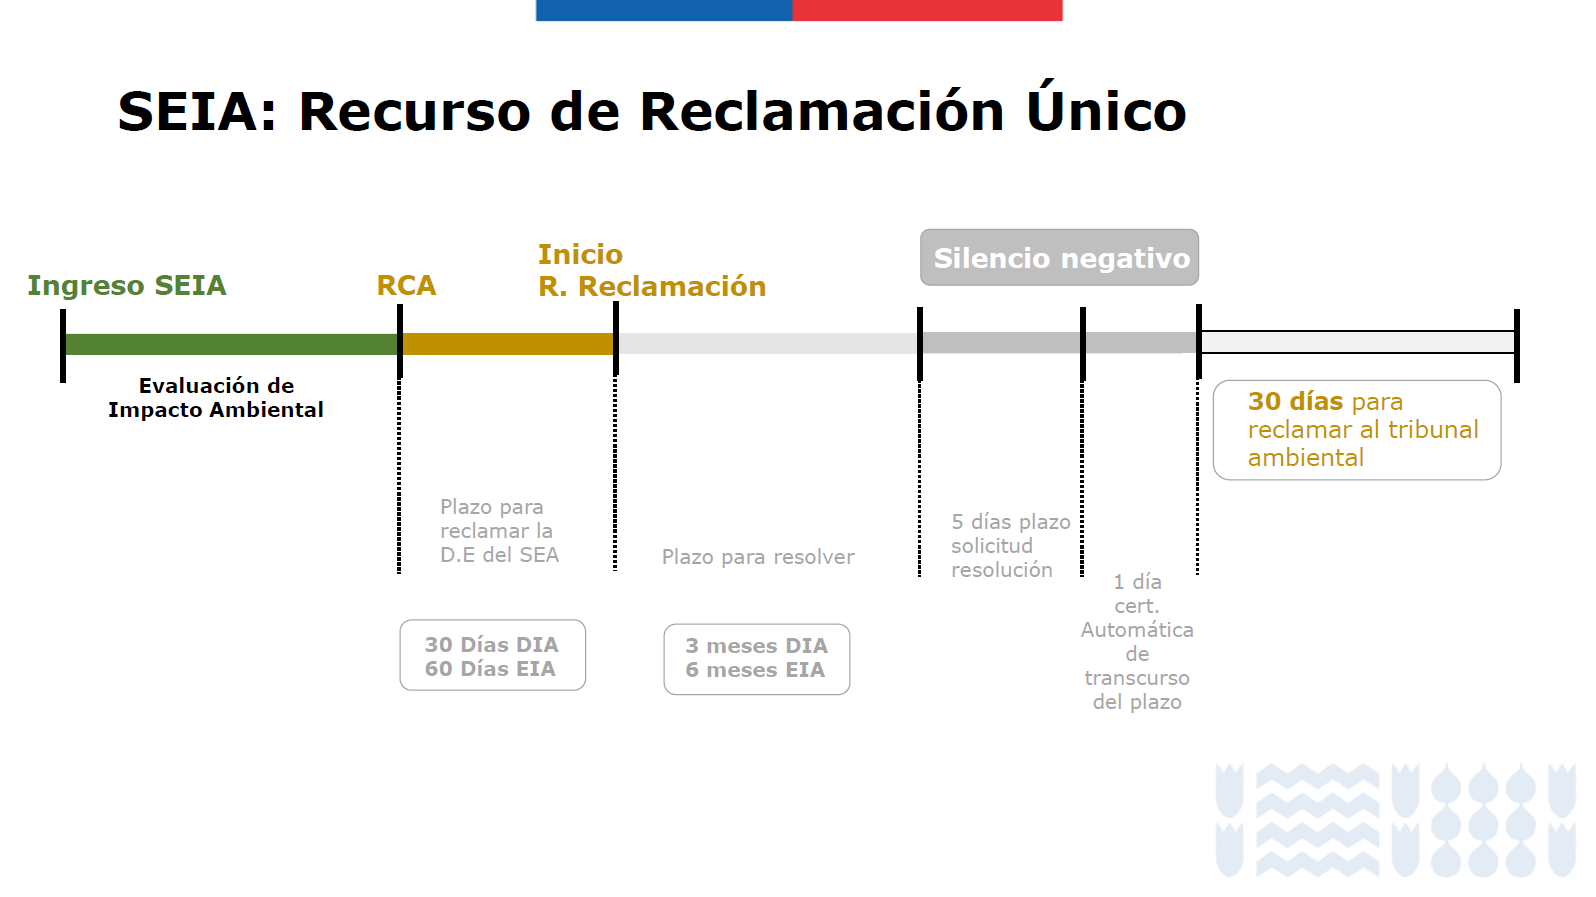 SEIA: Recurso de Reclamación Único
Ingreso SEIA
RCA
Inicio
R. Reclamación
Silencio negativo
Evaluación de
Impacto Ambiental
30 días para
reclamar al tribunal
ambiental
Plazo para
reclamar la
D.E del SEA
Plazo para resolver
5 días plazo
solicitud
resolución
1 día
cert.
Automática
de
transcurso
del plazo
30 Días DIA
60 Días EIA
3 meses DIA
6 meses EIA